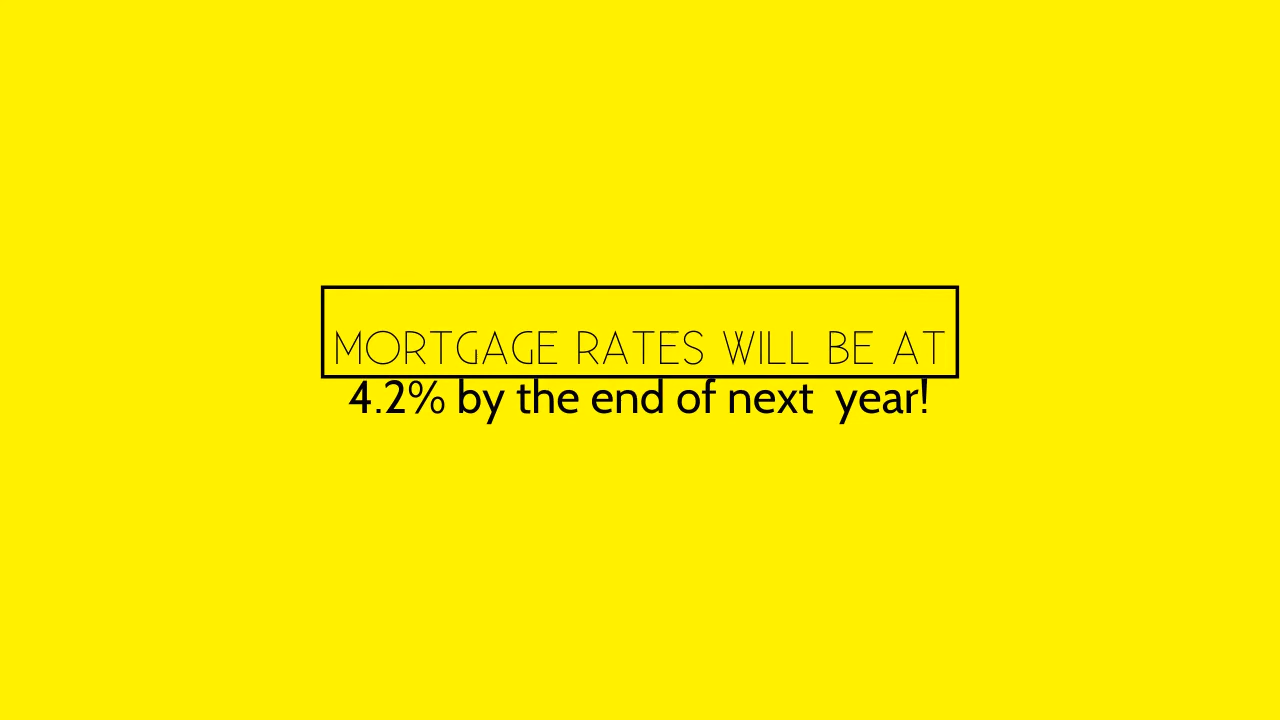 MORTGAGE RATES WILL BE AT
4.2% by the end of next  year!